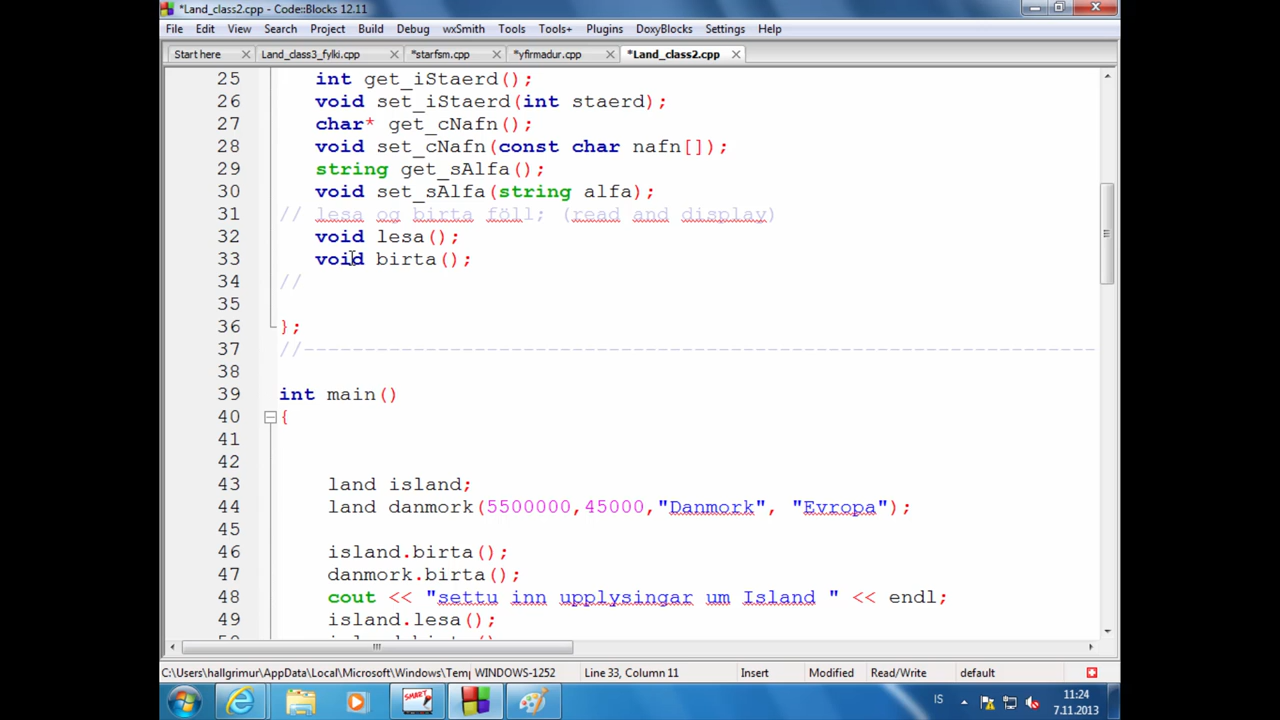 *Land_class2.cpp - Code::Blocks 12.11
File Edit View Search Project Build Debug wxSmith Tools Tools+ Plugins DoxyBlocks Settings Help
Start here Land_class3_fylki.cpp *starfsm.cpp *yfirmadur.cpp *Land_class2.cpp
25 int get_iStaerd();
26 void set_iStaerd(int staerd);
27 char* get_cNafn();
28 void set_cNafn(const char nafn[]);
29 string get_sAlfa();
30 void set_sAlfa(string alfa);
31 // lesa og birta föll; (read and display)
32 void lesa();
33 void birta();
34 //
35
36 };
37 //-----------------------------------------------------------------
38
39 int main()
40 {
41
42
43 land island;
44 land danmork(5500000,45000,"Danmork", "Evropa");
45
46 island.birta();
47 danmork.birta();
48 cout << "settu inn upplysingar um Island " << endl;
49 island.lesa();
C:\Users\hallgrimur\AppData\Local\Microsoft\Windows\Temp WINDOWS-1252 Line 33, Column 11 Insert Modified Read/Write default
SMART IS 11:24
7.11.2013